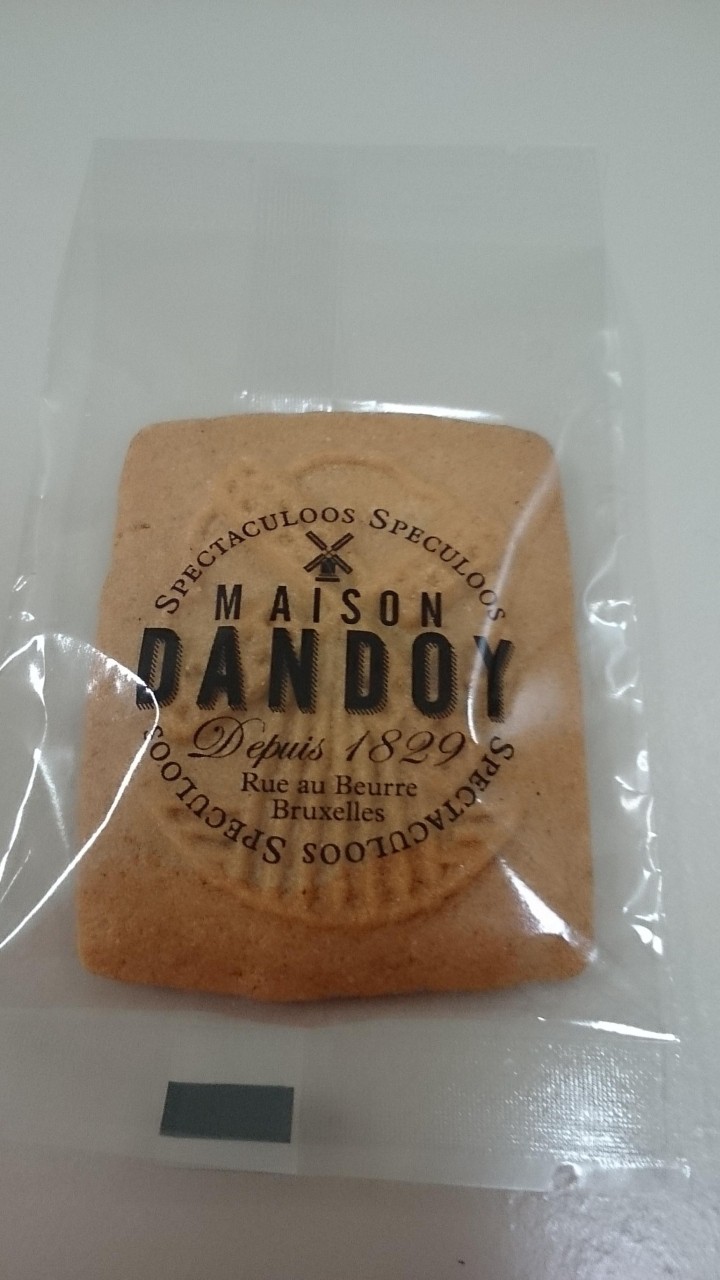 SPECTACULOOS SPECULOOS
MAISON
DANDOY
Depuis 1829
Rue au Beurre
Bruxelles
SPECTACULOOS SPECULOOS